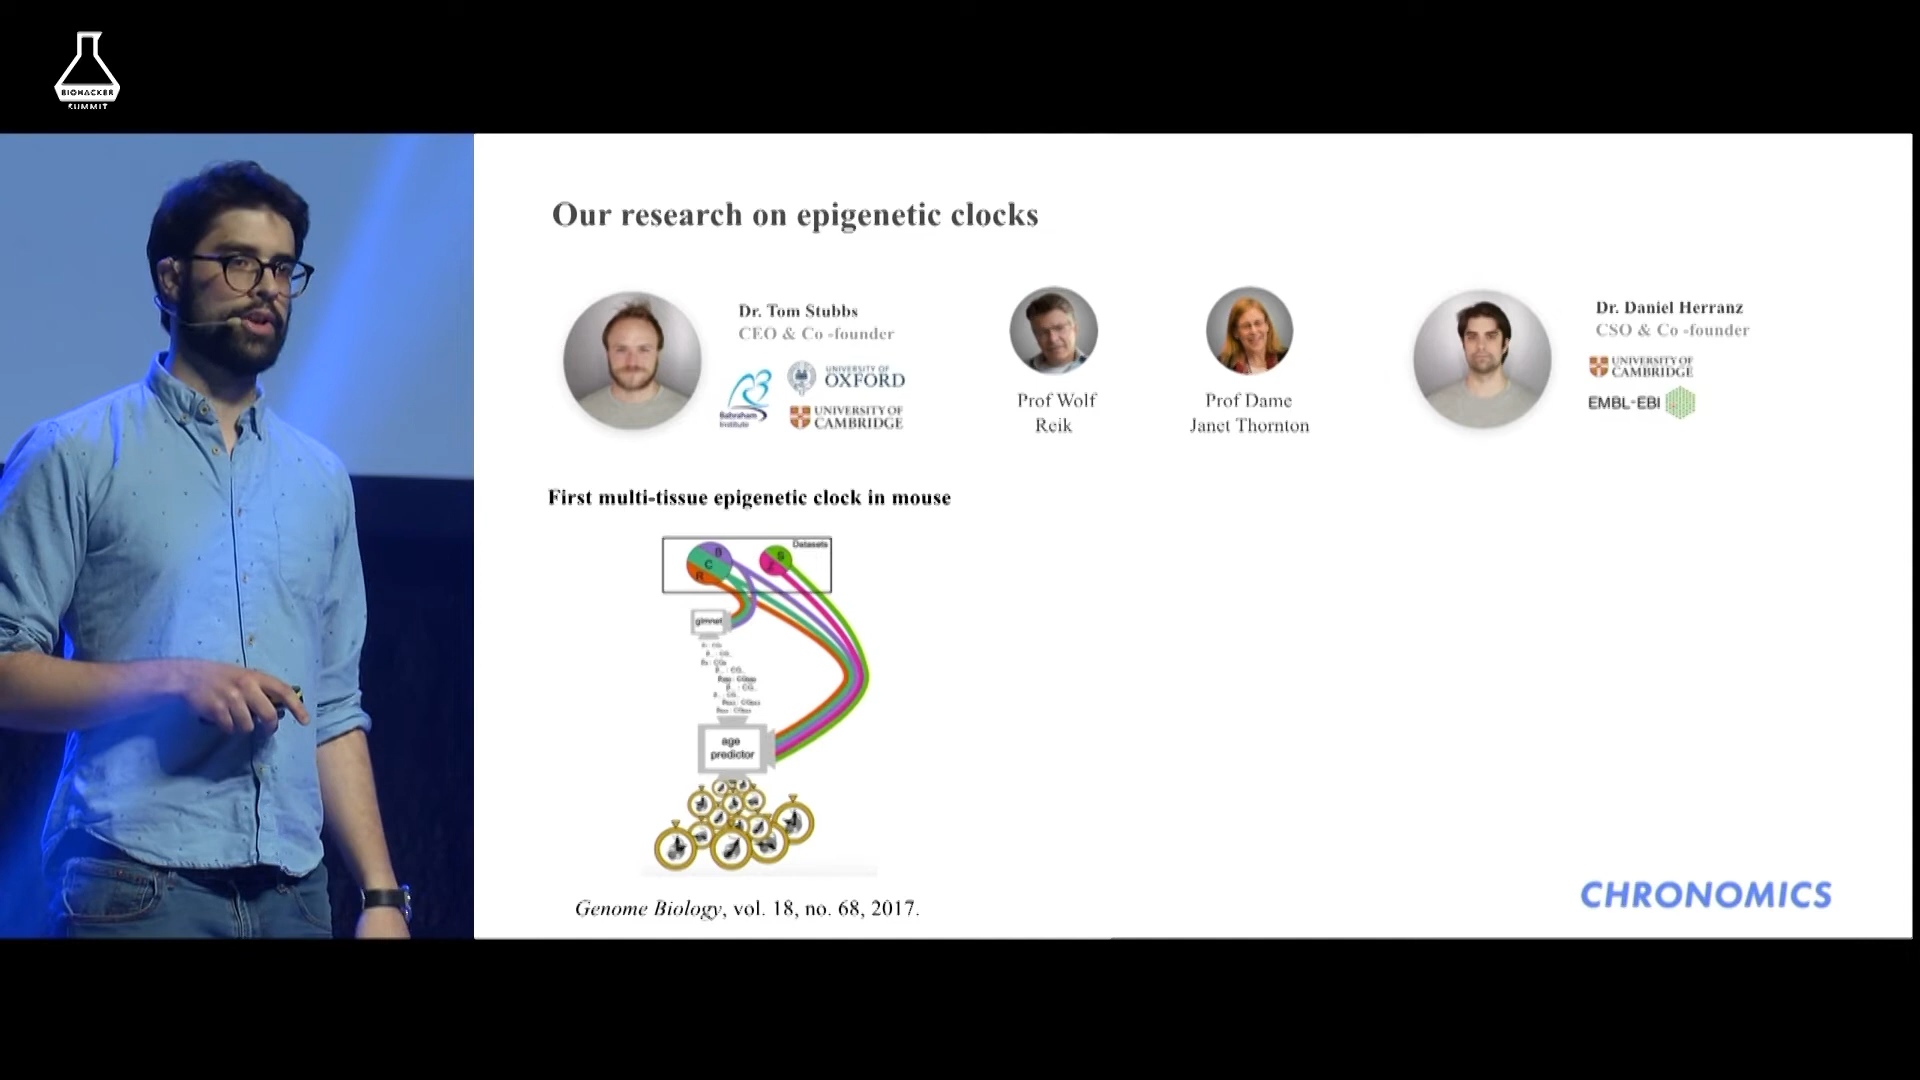 BIOHACKER
SUMMIT
Our research on epigenetic clocks
Dr. Tom Stubbs
CEO & Co -founder
Babraham
Institute
UNIVERSITY OF
OXFORD
UNIVERSITY OF
CAMBRIDGE
Prof Wolf
Reik
Prof Dame
Janet Thornton
Dr. Daniel Herranz
CSO & Co -founder
UNIVERSITY OF
CAMBRIDGE
EMBL-EBI
First multi-tissue epigenetic clock in mouse
Datasets
B
C
R
S
glmnet
age
predictor
Genome Biology, vol. 18, no. 68, 2017.
CHRONOMICS